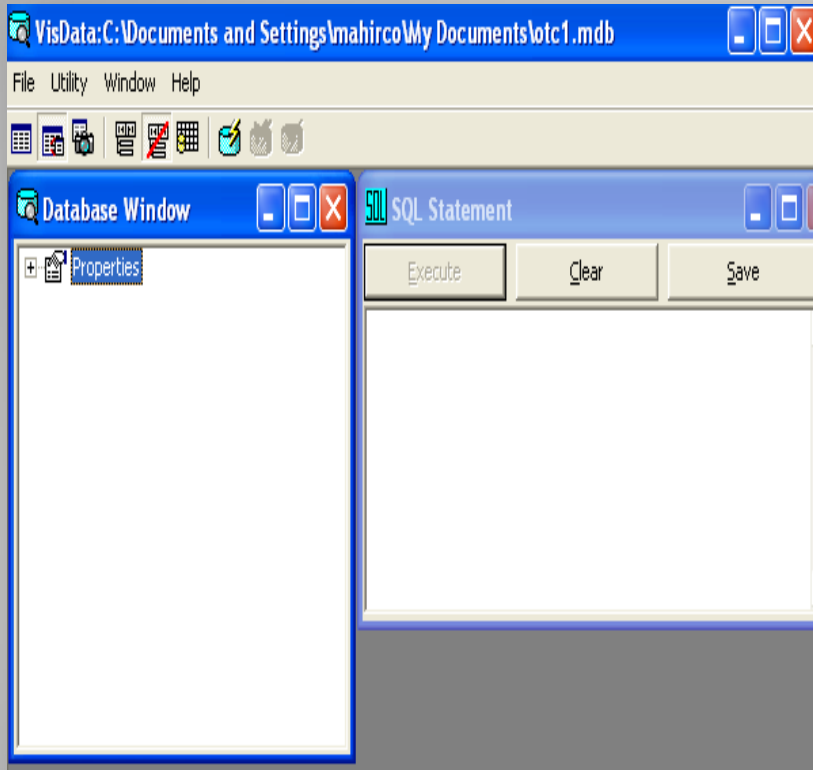 VisData:C:\Documents and Settings\mahirco\My Documents\otc1.mdb
File Utility Window Help
Database Window
Properties
SQL SQL Statement
Execute Clear Save